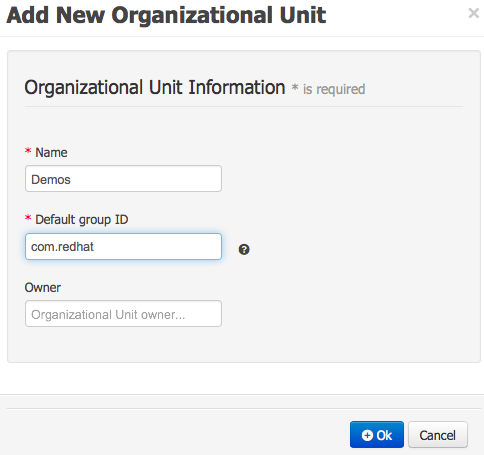 Add New Organizational Unit ×
Organizational Unit Information * is required
* Name
Demos
* Default group ID
com.redhat
Owner
Organizational Unit owner...
Ok Cancel